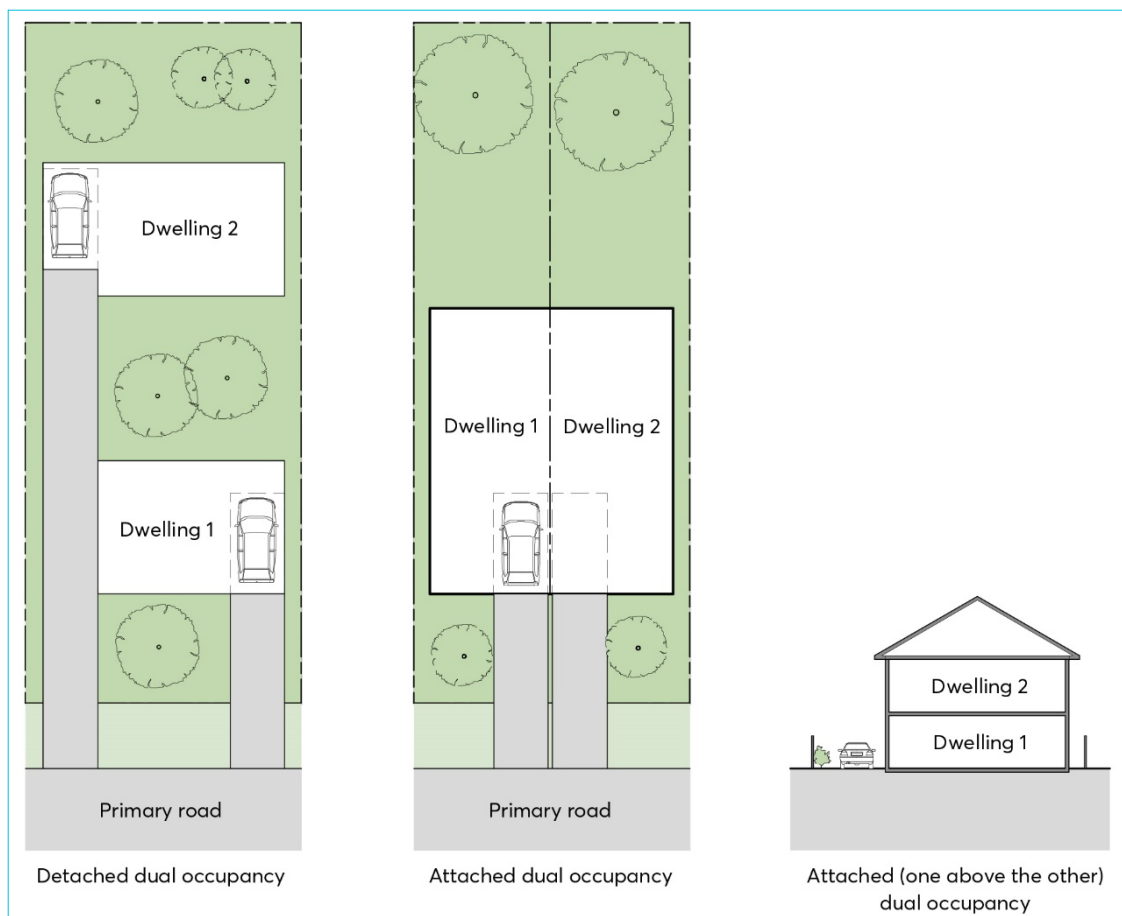 Dwelling 2
Dwelling 1
Primary road
Detached dual occupancy
Dwelling 1
Dwelling 2
Primary road
Attached dual occupancy
Dwelling 2
Dwelling 1
Attached (one above the other)
dual occupancy